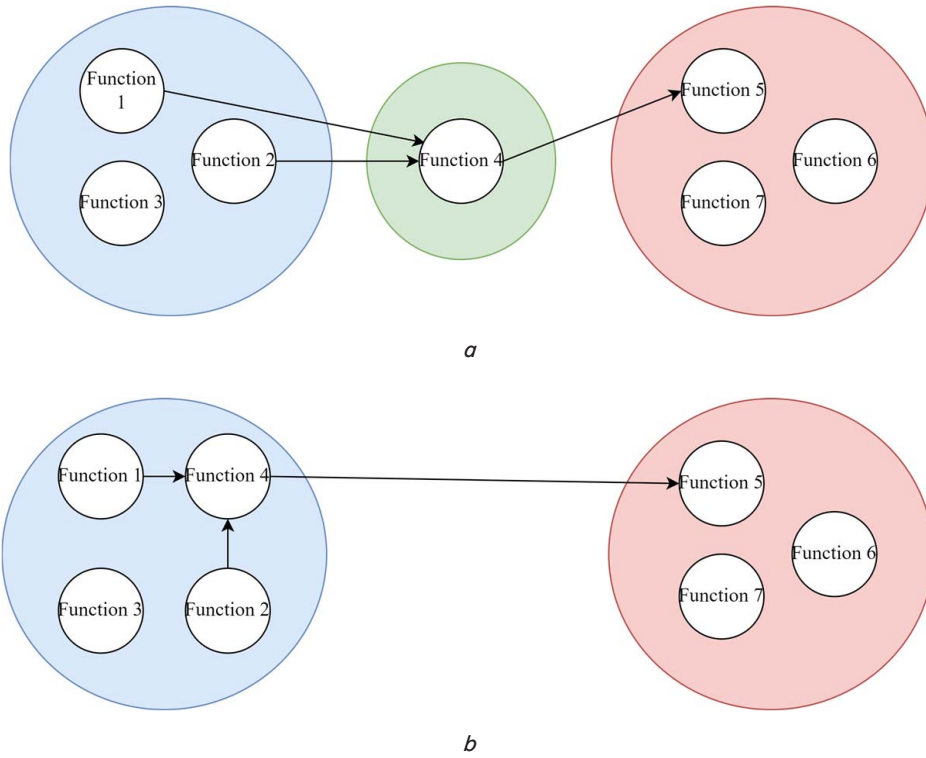 Function
1
Function 5
Function 2
Function 4
Function 6
Function 3
Function 7
a
Function 1
Function 4
Function 5
Function 6
Function 3
Function 2
Function 7
b